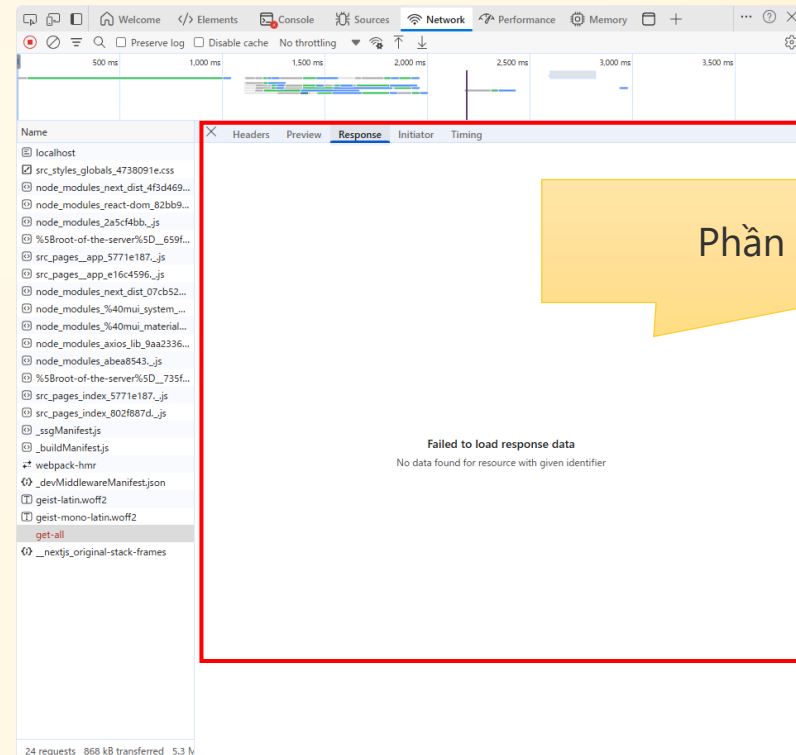 Welcome </> Elements Console Sources Network Performance Memory
Preserve log Disable cache No throttling
500 ms 1,000 ms 1,500 ms 2,000 ms 2,500 ms 3,000 ms 3,500 ms
Name
Headers Preview Response Initiator Timing
localhost
src_styles_globals_4738091e.css
node_modules_next_dist_4f3d469...
node_modules_react-dom_82bb9...
node_modules_2a5cf4bb._.js
%5Broot-of-the-server%5D__659f...
src_pages__app_5771e187._.js
src_pages__app_e16c4596._.js
node_modules_next_dist_07cb52...
node_modules_%40mui_system_...
node_modules_%40mui_material...
node_modules_axios_lib_9aa2336...
node_modules_abea8543._.js
%5Broot-of-the-server%5D__735f...
src_pages_index_5771e187._.js
src_pages_index_802f887d._.js
_ssgManifest.js
_buildManifest.js
webpack-hmr
_devMiddlewareManifest.json
geist-latin.woff2
geist-mono-latin.woff2
get-all
__nextjs_original-stack-frames
Phần
Failed to load response data
No data found for resource with given identifier
24 requests 868 kB transferred 5.3 M